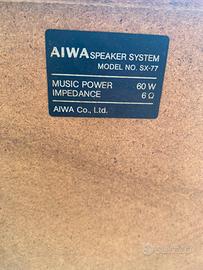 AIWA SPEAKER SYSTEM
MODEL NO. SX-77
MUSIC POWER 60 W
IMPEDANCE 6 Ω
AIWA Co., Ltd.